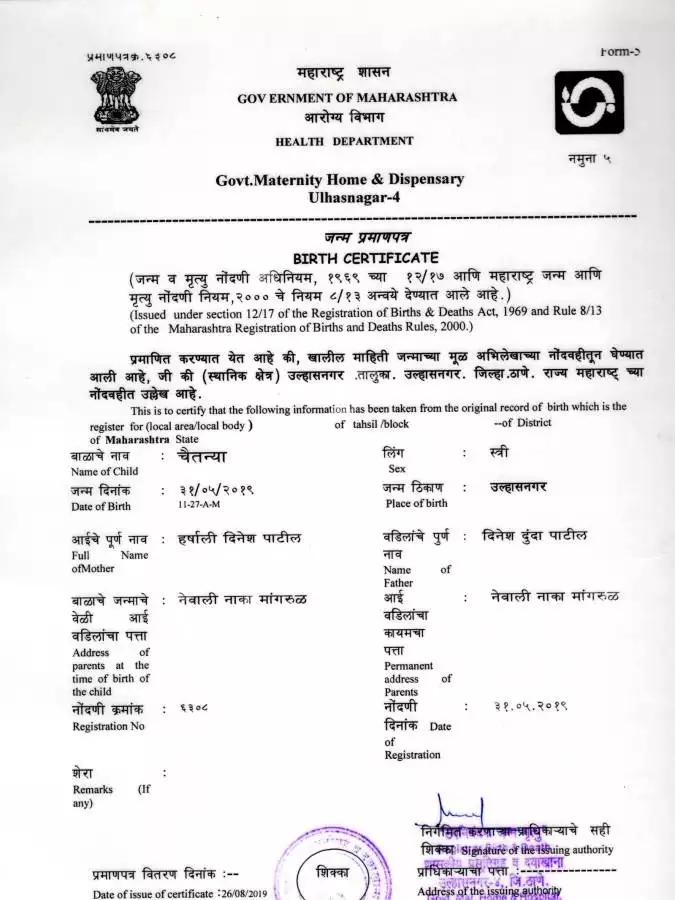 प्रमाणपत्रक्र.६३०८
Form-5
महाराष्ट्र शासन
GOVERNMENT OF MAHARASHTRA
आरोग्य विभाग
HEALTH DEPARTMENT
सत्यमेव जयते
नमुना ५
Govt.Maternity Home & Dispensary
Ulhasnagar-4
जन्म प्रमाणपत्र
BIRTH CERTIFICATE
(जन्म व मृत्यु नोंदणी अधिनियम, १९६९ च्या १२/१७ आणि महाराष्ट्र जन्म आणि
मृत्यु नोंदणी नियम,२००० चे नियम ८/१३ अन्वये देण्यात आले आहे.)
(Issued under section 12/17 of the Registration of Births & Deaths Act, 1969 and Rule 8/13
of the Maharashtra Registration of Births and Deaths Rules, 2000.)
प्रमाणित करण्यात येत आहे की, खालील माहिती जन्माच्या मूळ अभिलेखाच्या नोंदवहीतून घेण्यात
आली आहे, जी की (स्थानिक क्षेत्र) उल्हासनगर .तालुका. उल्हासनगर. जिल्हा.ठाणे. राज्य महाराष्ट्र च्या
नोंदवहीत उल्लेख आहे.
This is to certify that the following information has been taken from the original record of birth which is the
register for (local area/local body ) of tahsil /block --of District
of Maharashtra State
बाळाचे नाव : चैतन्या
Name of Child
लिंग : स्त्री
Sex
जन्म दिनांक : ३१/०५/२०१९
Date of Birth 11-27-A-M
जन्म ठिकाण : उल्हासनगर
Place of birth
आईचे पूर्ण नाव : हर्षाली दिनेश पाटील
Full Name
ofMother
वडिलांचे पुर्ण : दिनेश दुंदा पाटील
नाव
Name of
Father
बाळाचे जन्माचे : नेवाली नाका मांगरुळ
वेळी आई
वडिलांचा पत्ता
Address of
parents at the
time of birth of
the child
आई : नेवाली नाका मांगरुळ
वडिलांचा
कायमचा
पत्ता
Permanent
address of
Parents
नोंदणी क्रमांक : ६३०८
Registration No
नोंदणी : ३१.०५.२०१९
दिनांक Date
of
Registration
शेरा :
Remarks (If
any)
निर्गमित करणाच्या प्राधिकाऱ्याचे सही
शिक्का Signature of the issuing authority
प्रमाणपत्र वितरण दिनांक :--
शिक्का
प्राधिकाऱ्याचा पत्ता :--------------
उल्हासनगर-४, जि.ठाणे.
Date of issue of certificate :26/08/2019
Address of the issuing authority